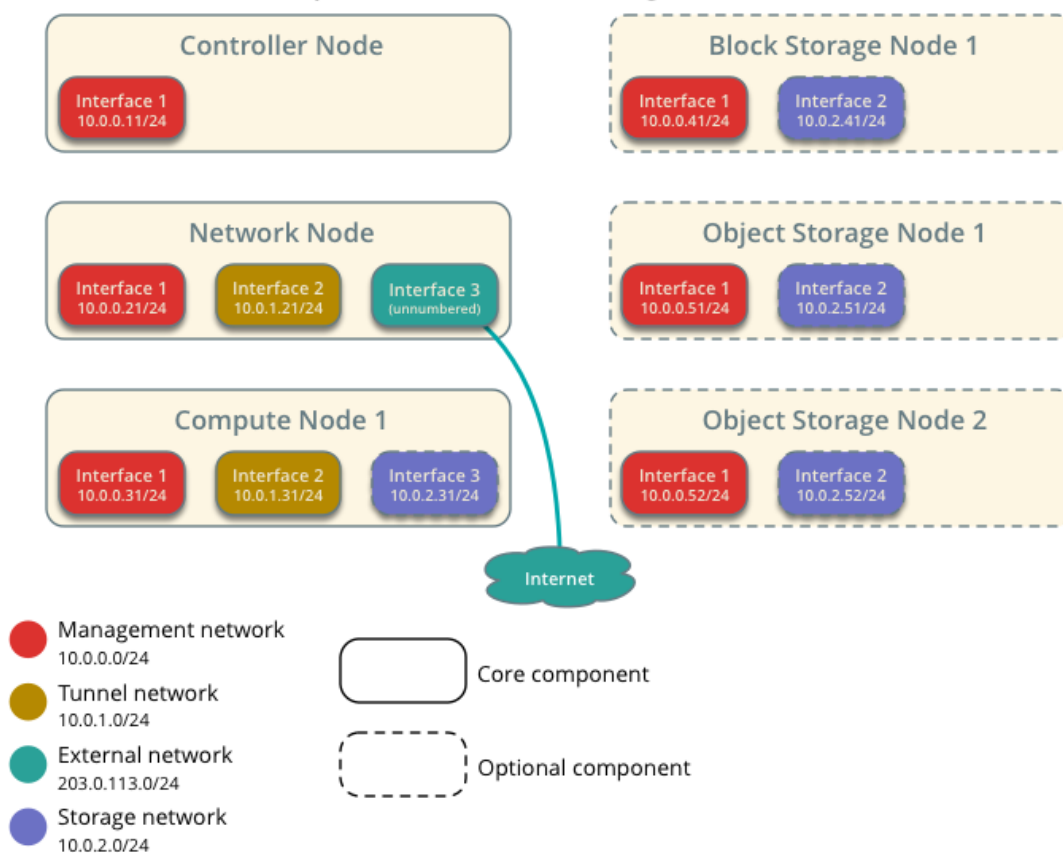 Controller Node
Interface 1
10.0.0.11/24
Block Storage Node 1
Interface 1
10.0.0.41/24
Interface 2
10.0.2.41/24
Network Node
Interface 1
10.0.0.21/24
Interface 2
10.0.1.21/24
Interface 3
(unnumbered)
Object Storage Node 1
Interface 1
10.0.0.51/24
Interface 2
10.0.2.51/24
Compute Node 1
Interface 1
10.0.0.31/24
Interface 2
10.0.1.31/24
Interface 3
10.0.2.31/24
Object Storage Node 2
Interface 1
10.0.0.52/24
Interface 2
10.0.2.52/24
Internet
Management network
10.0.0.0/24
Tunnel network
10.0.1.0/24
External network
203.0.113.0/24
Storage network
10.0.2.0/24
Core component
Optional component